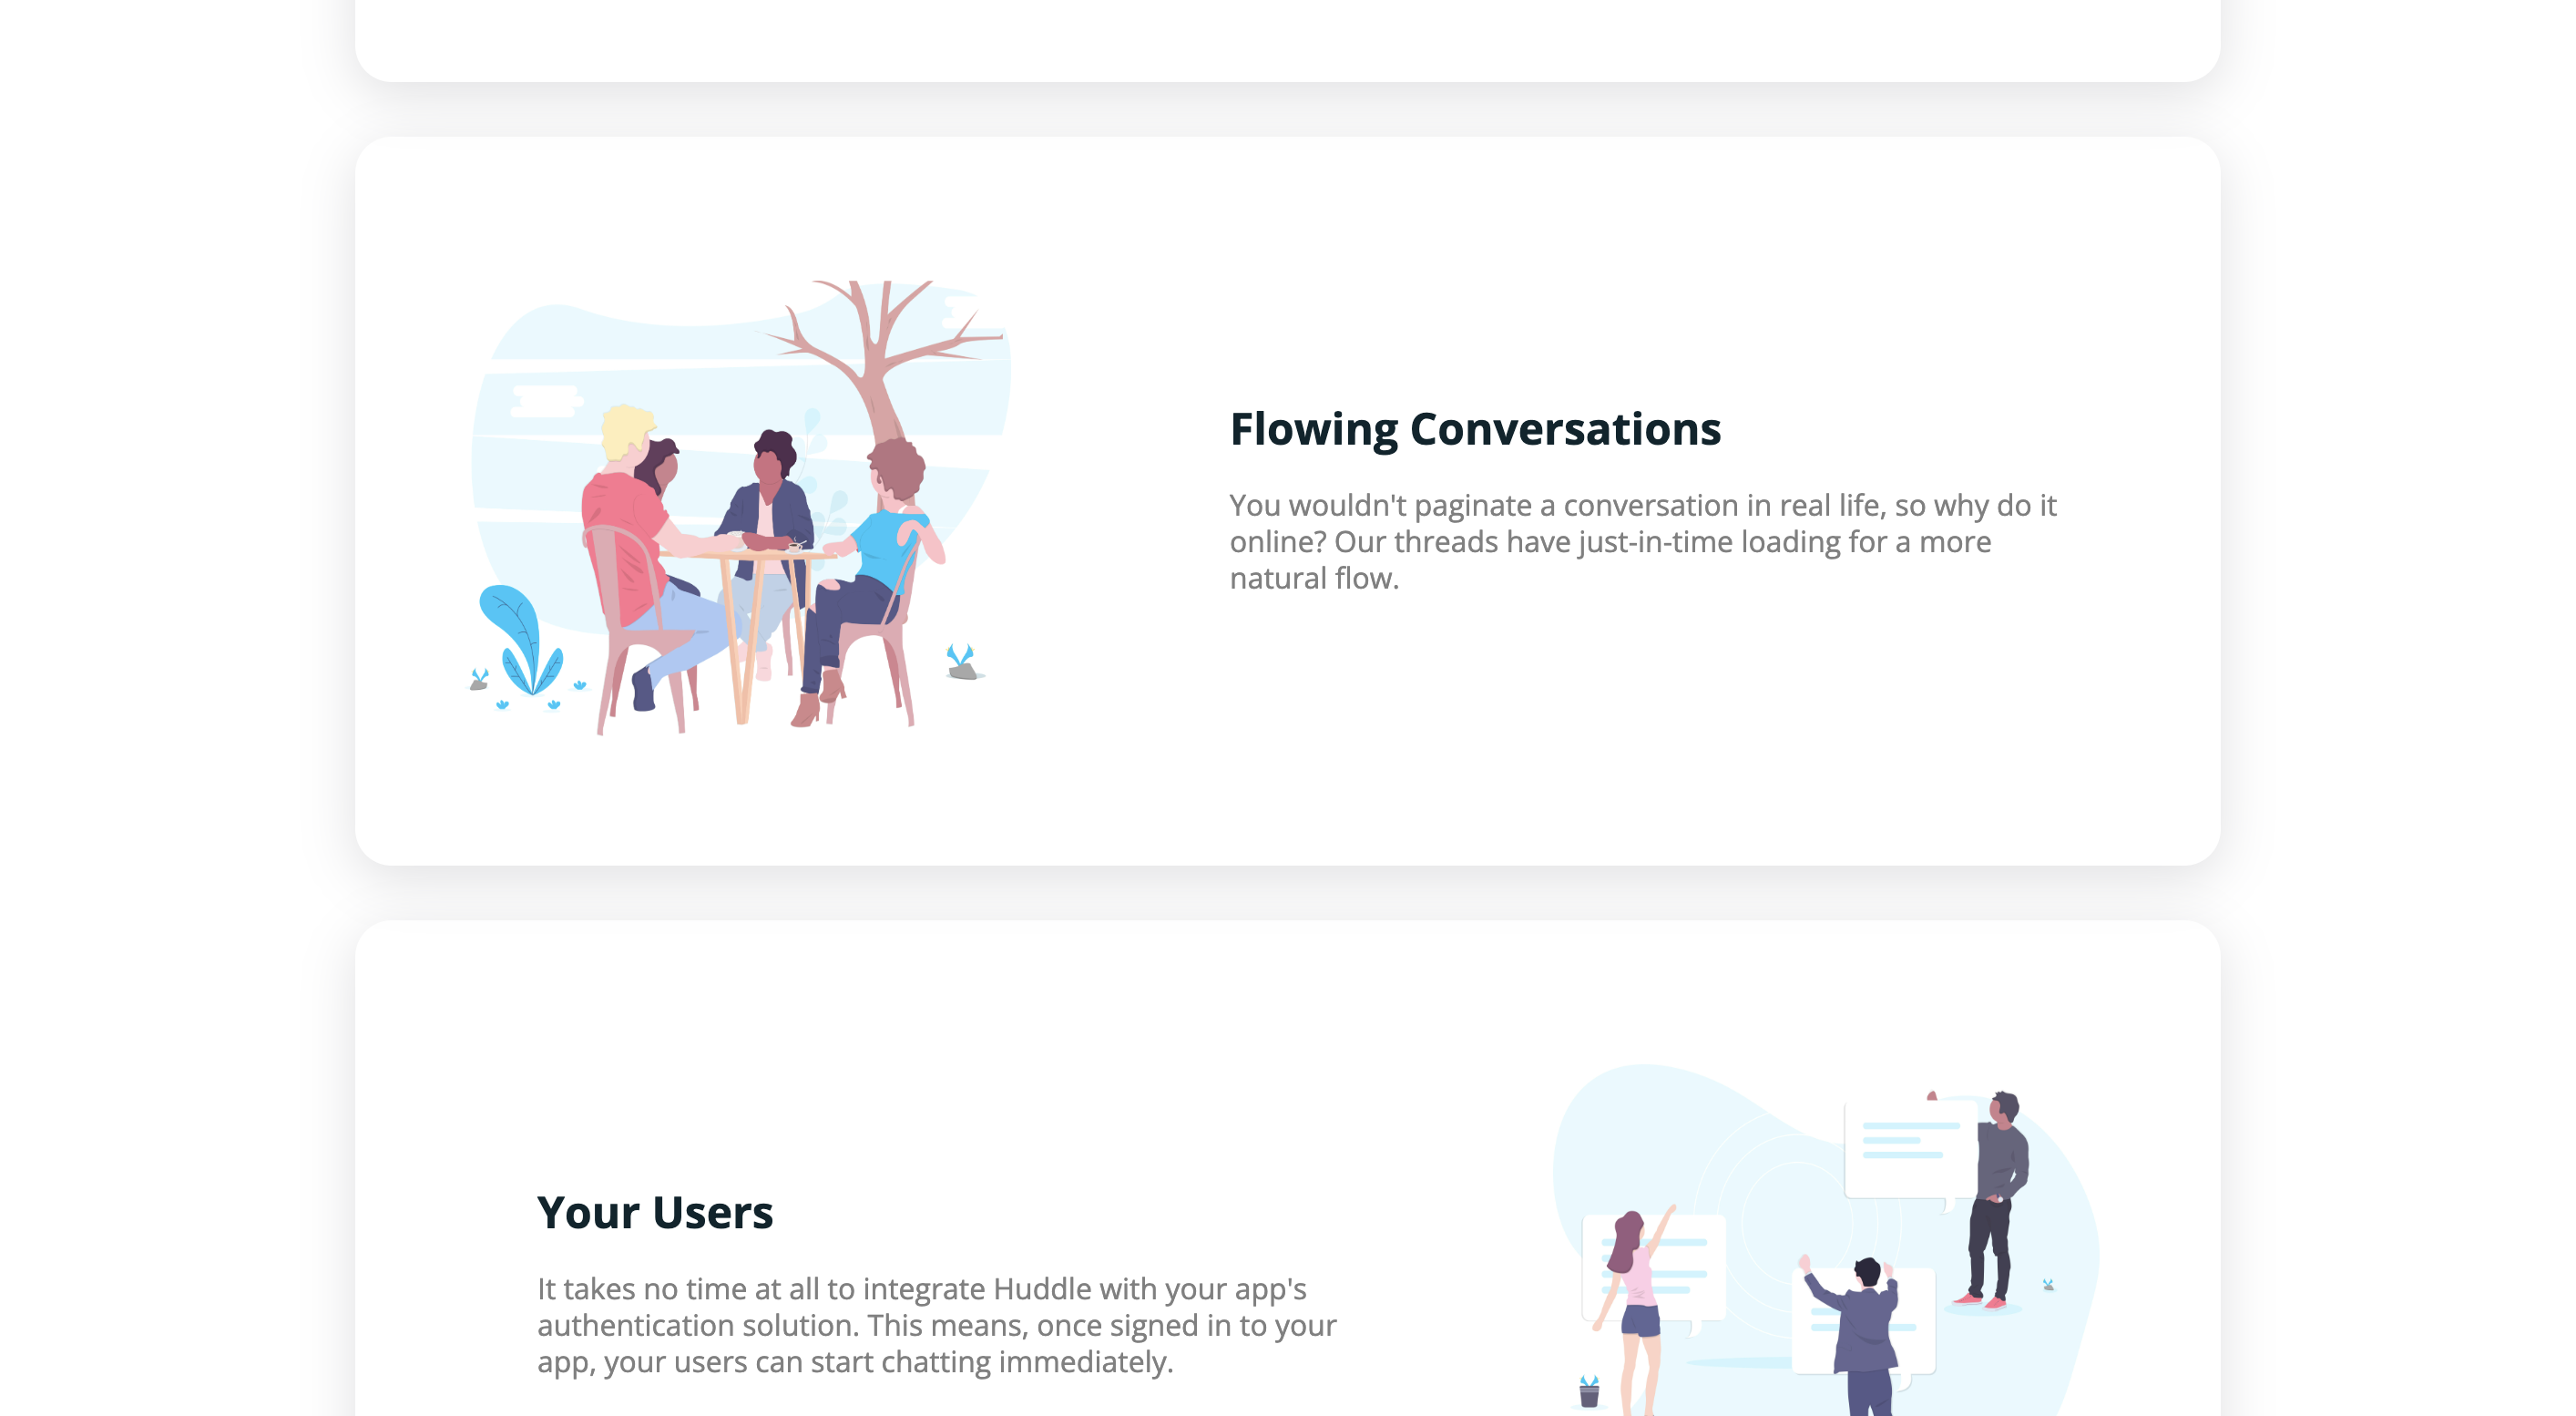 Flowing Conversations
You wouldn't paginate a conversation in real life, so why do it
online? Our threads have just-in-time loading for a more
natural flow.
Your Users
It takes no time at all to integrate Huddle with your app's
authentication solution. This means, once signed in to your
app, your users can start chatting immediately.